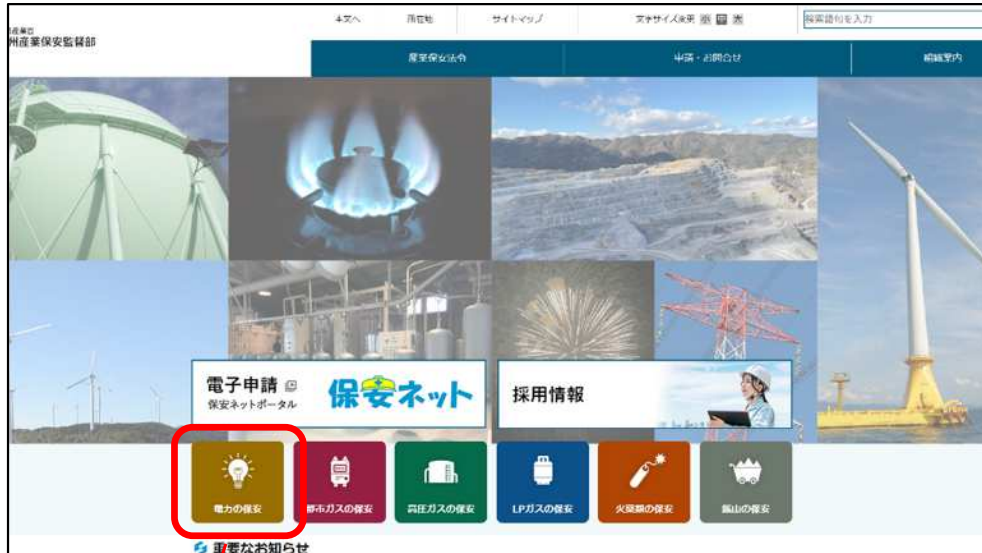 本文へ 所在地 サイトマップ 文字サイズ変更 小 中 大 検索語句を入力
州産業保安監督部
産業保安法令 申請・お問合せ 組織案内
電子申請
保安ネットポータル
保安ネット
採用情報
電力の保安 都市ガスの保安 高圧ガスの保安 LPガスの保安 火薬類の保安 鉱山の保安
重要なお知らせ